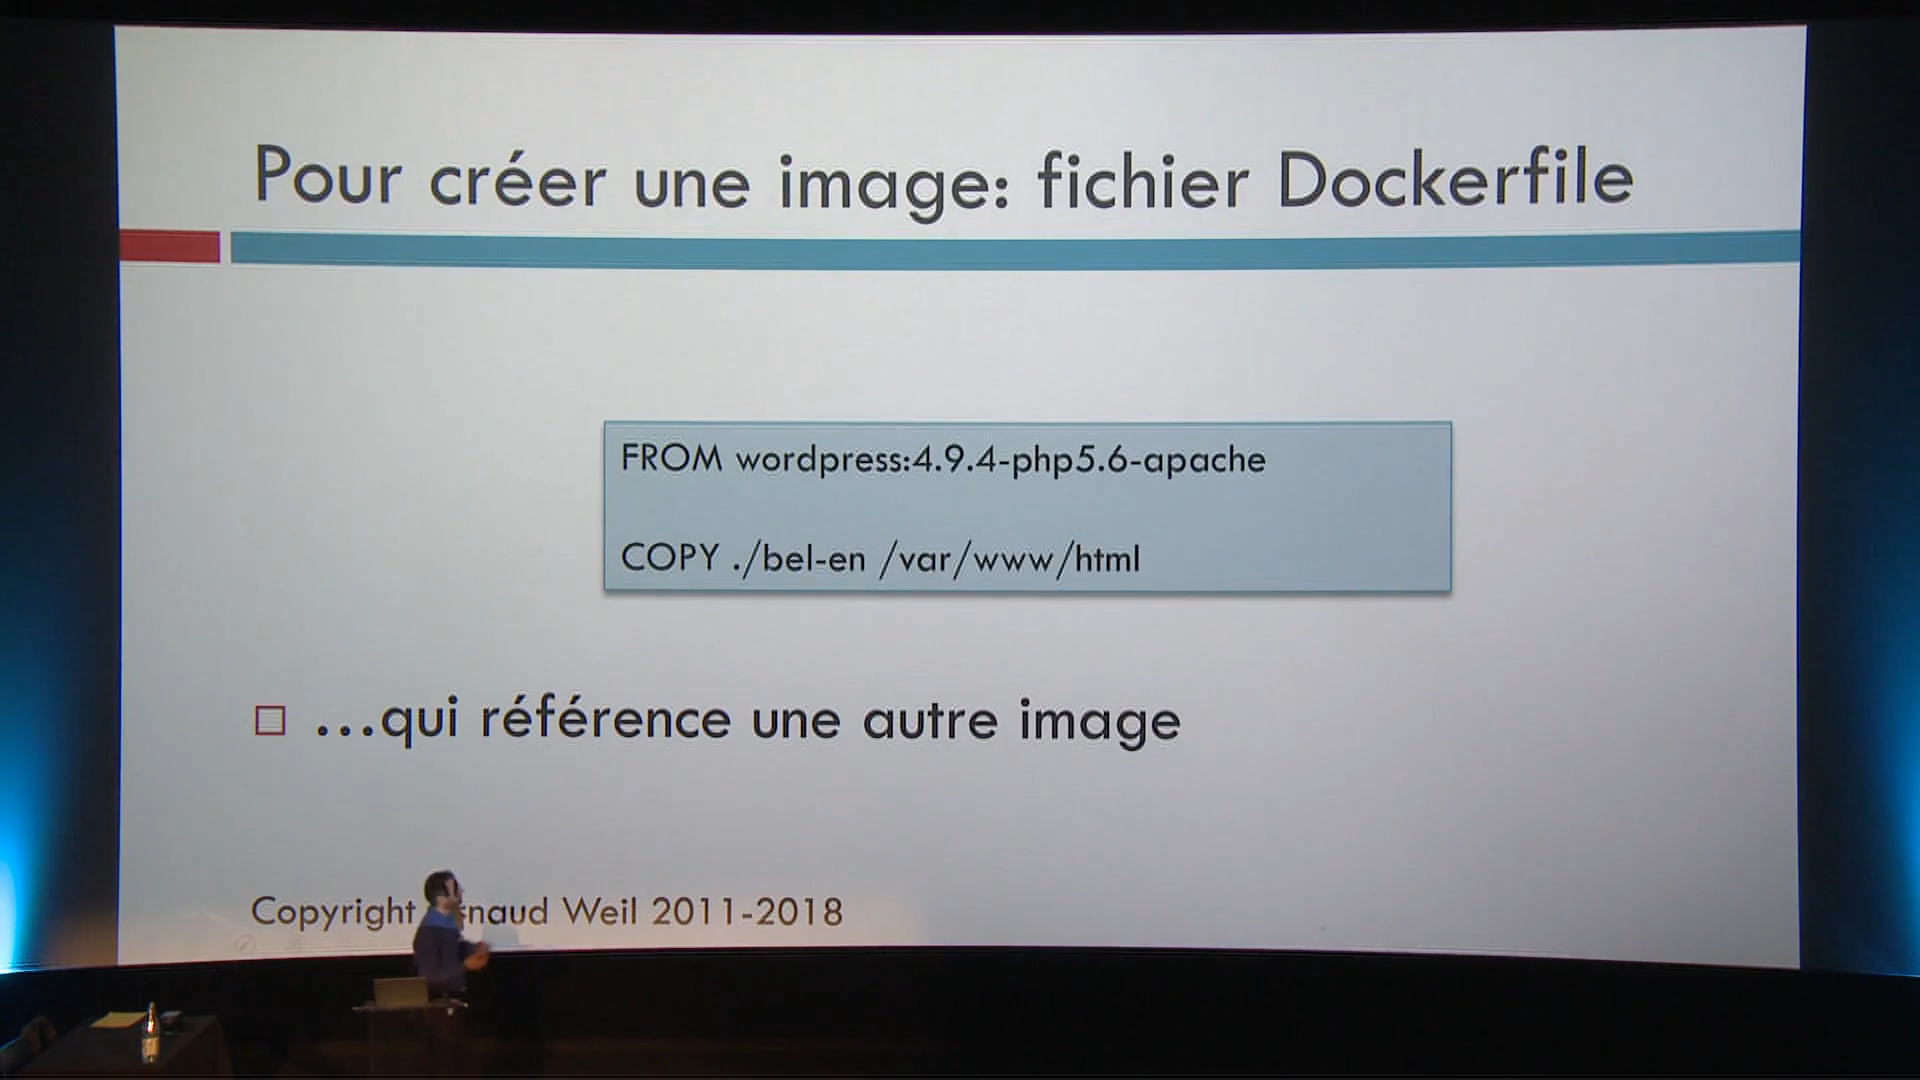 Pour créer une image: fichier Dockerfile
FROM wordpress:4.9.4-php5.6-apache
COPY ./bel-en /var/www/html
...qui référence une autre image
Copyright Weil 2011-2018